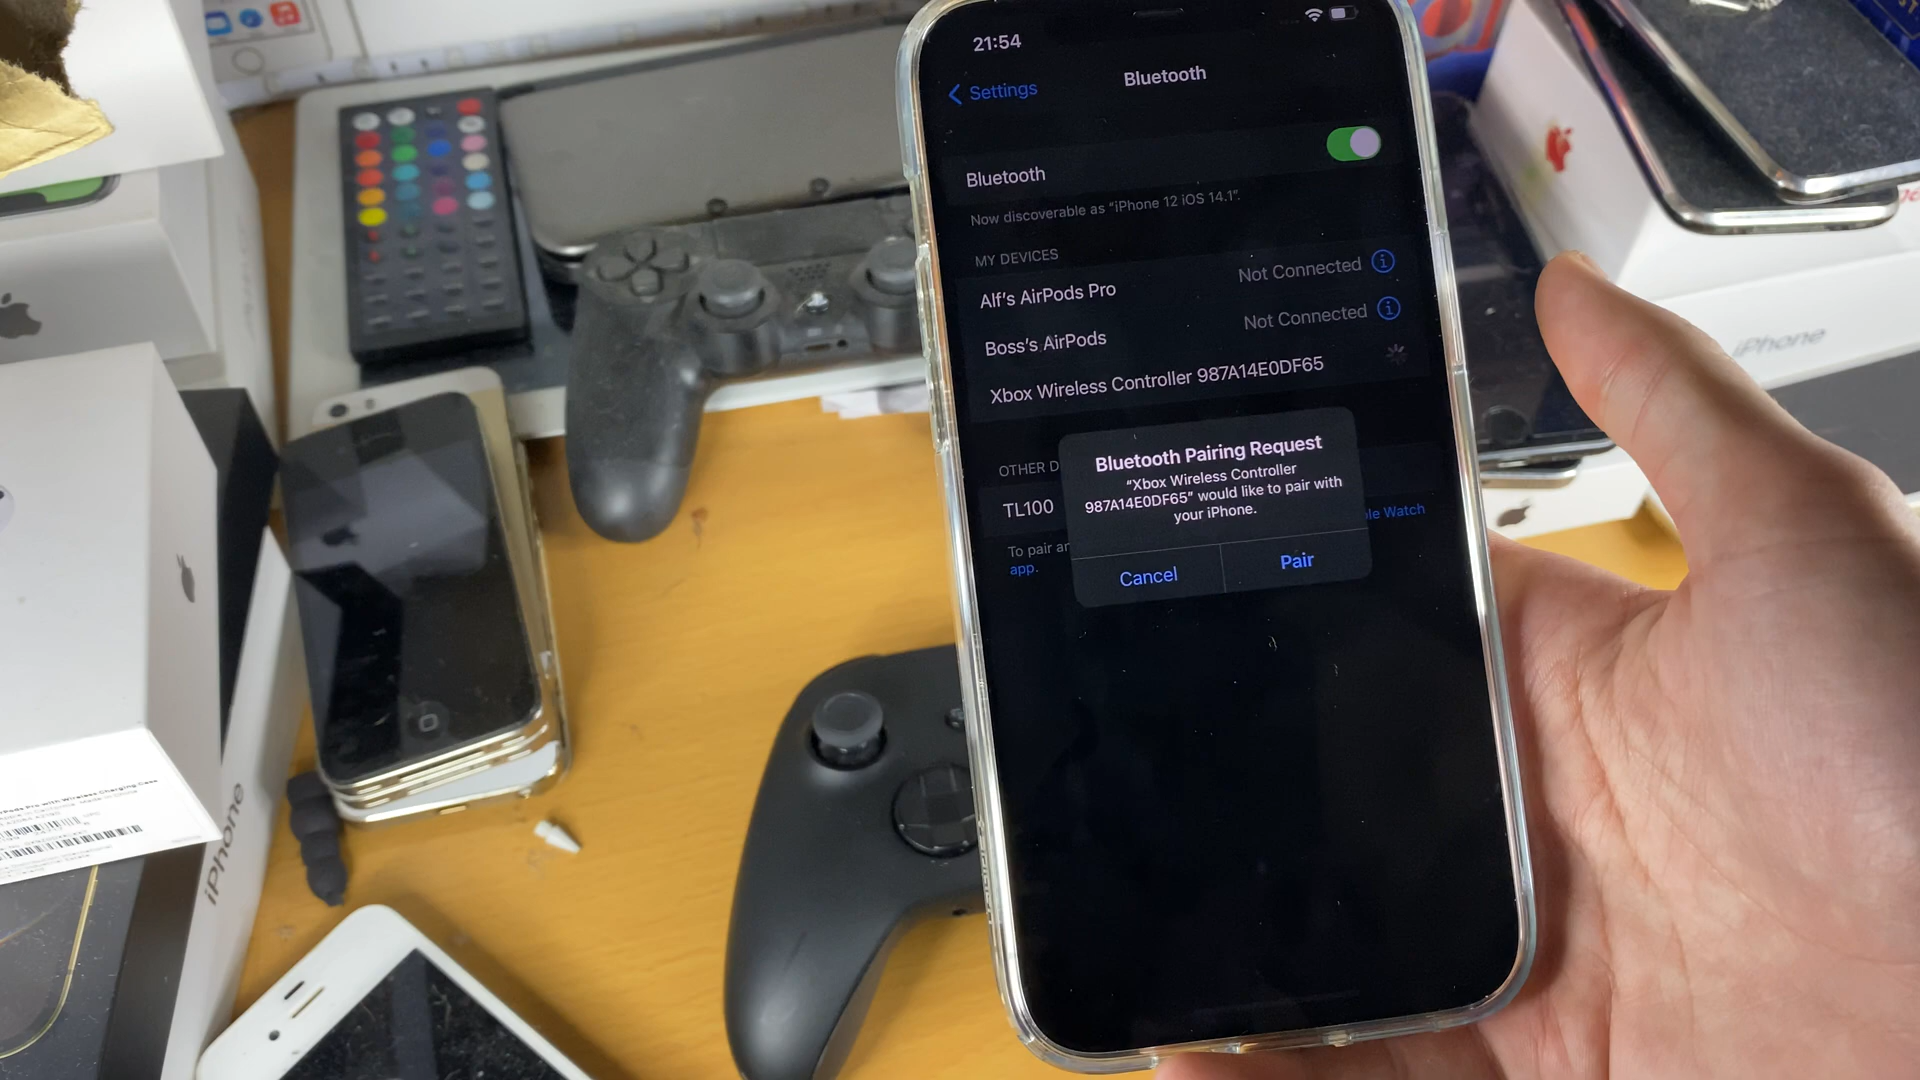 21:54
Settings
Bluetooth
Bluetooth
Now discoverable as “iPhone 12 iOS 14.1”.
MY DEVICES
Alf’s AirPods Pro
Not Connected
Boss’s AirPods
Not Connected
Xbox Wireless Controller 987A14E0DF65
Bluetooth Pairing Request
“Xbox Wireless Controller
987A14E0DF65” would like to pair with
your iPhone.
Cancel
Pair
OTHER D
TL100
To pair an
le Watch
app.
iPhone
iPhone